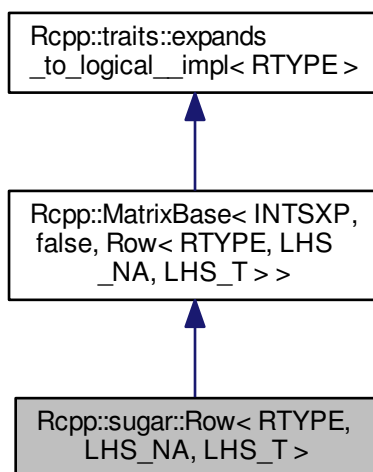 Rcpp::traits::expands
_to_logical__impl< RTYPE >
Rcpp::MatrixBase< INTSXP,
false, Row< RTYPE, LHS
_NA, LHS_T > >
Rcpp::sugar::Row< RTYPE,
LHS_NA, LHS_T >